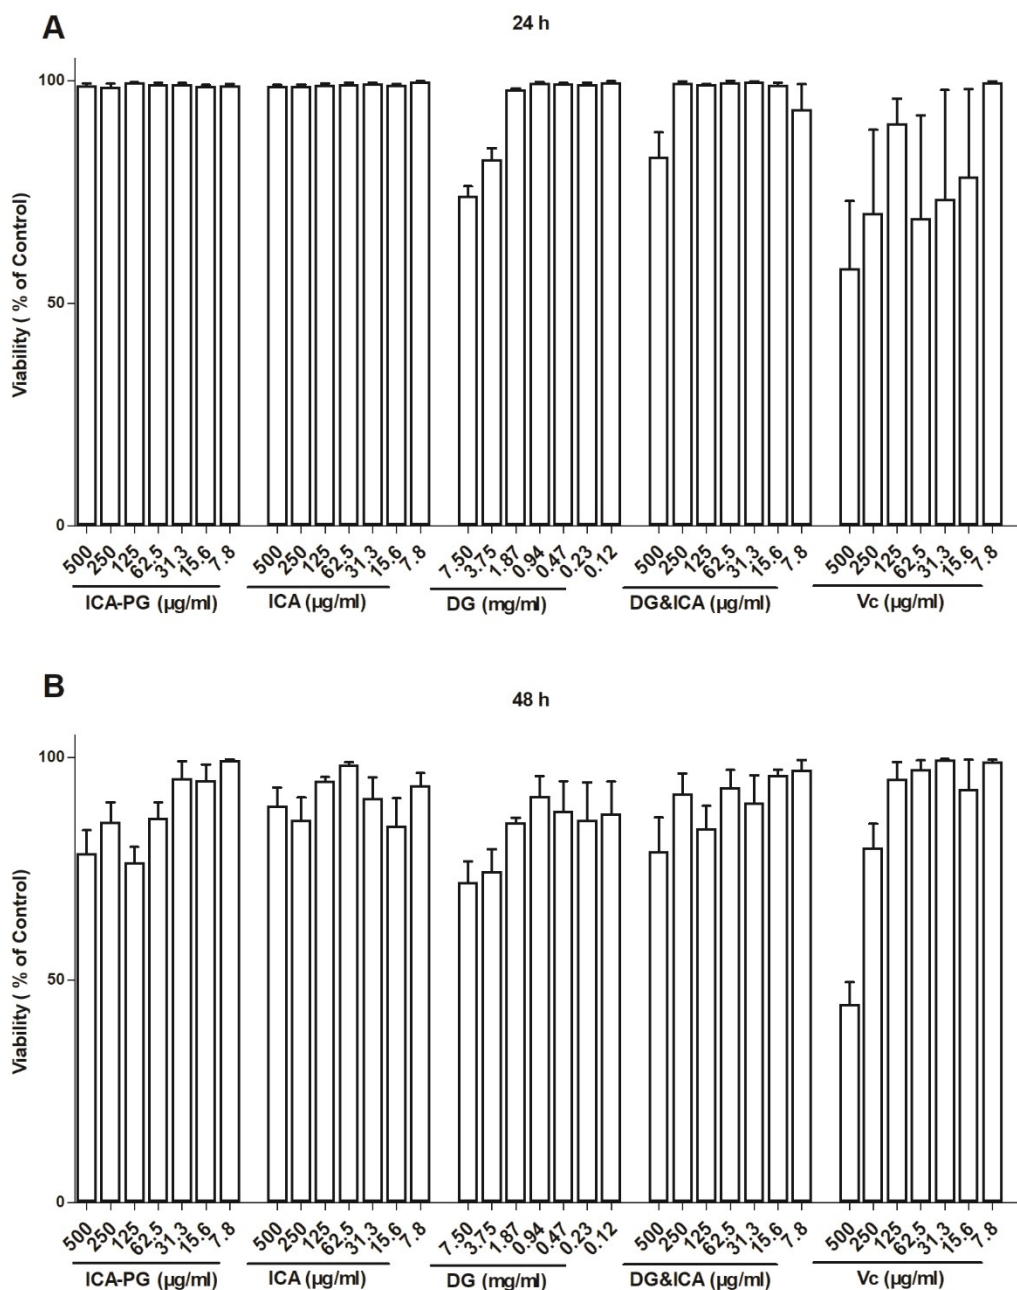 A
24 h
Viability ( % of Control)
100
50
0
500 250 125 62.5 31.3 15.6 7.8 500 250 125 62.5 31.3 15.6 7.8 7.50 3.75 1.87 0.94 0.47 0.23 0.12 500 250 125 62.5 31.3 15.6 7.8 500 250 125 62.5 31.3 15.6 7.8
ICA-PG (µg/ml) ICA (µg/ml) DG (mg/ml) DG&ICA (µg/ml) Vc (µg/ml)
B
48 h
Viability ( % of Control)
100
50
0
500 250 125 62.5 31.3 15.6 7.8 500 250 125 62.5 31.3 15.6 7.8 7.50 3.75 1.87 0.94 0.47 0.23 0.12 500 250 125 62.5 31.3 15.6 7.8 500 250 125 62.5 31.3 15.6 7.8
ICA-PG (µg/ml) ICA (µg/ml) DG (mg/ml) DG&ICA (µg/ml) Vc (µg/ml)